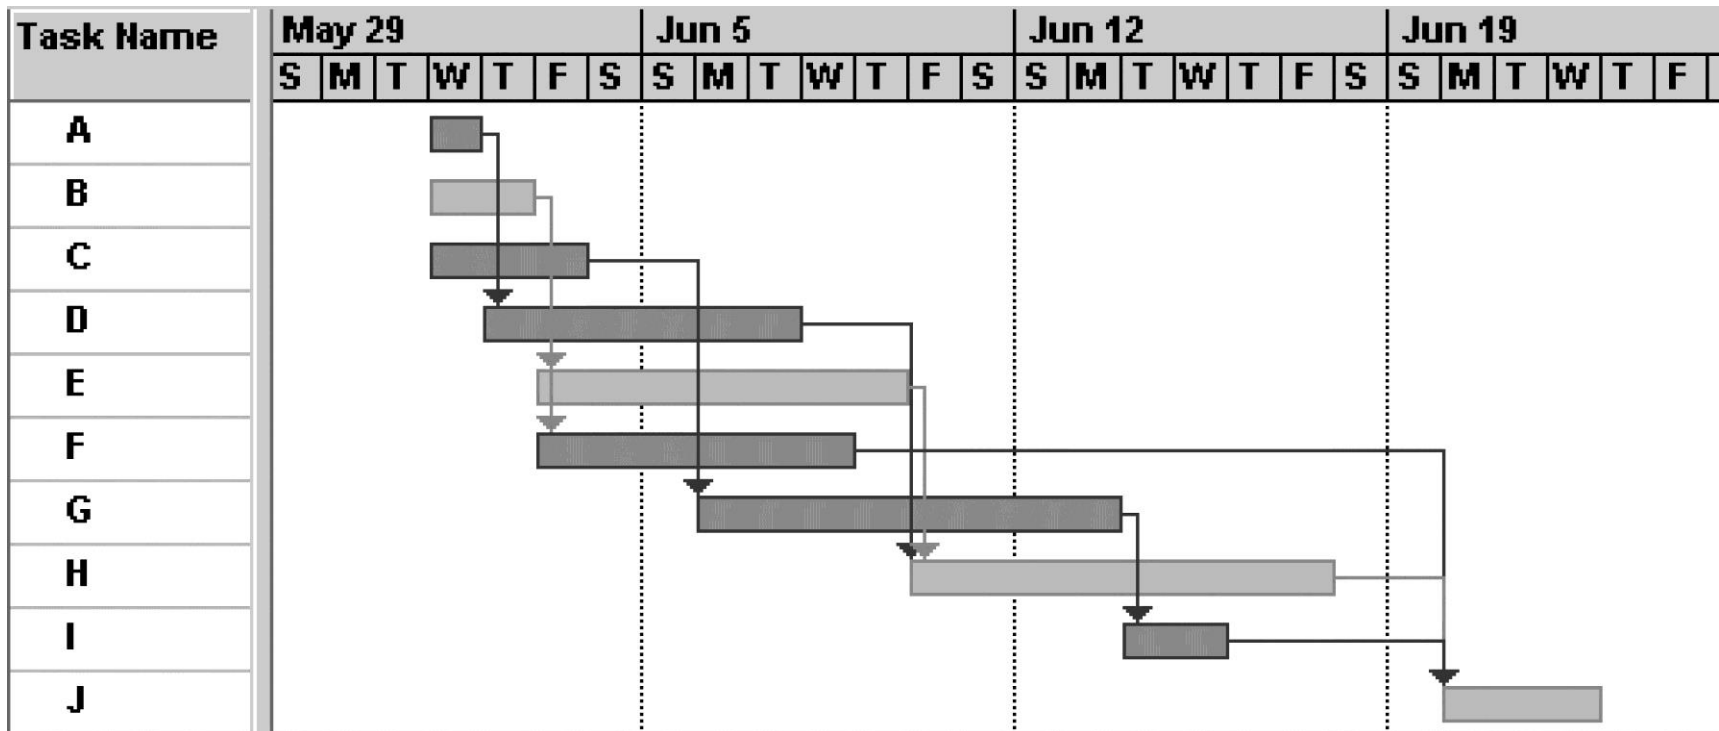 Task Name May 29 Jun 5 Jun 12 Jun 19
S M T W T F S S M T W T F S S M T W T F S S M T W T F
A
B
C
D
E
F
G
H
I
J